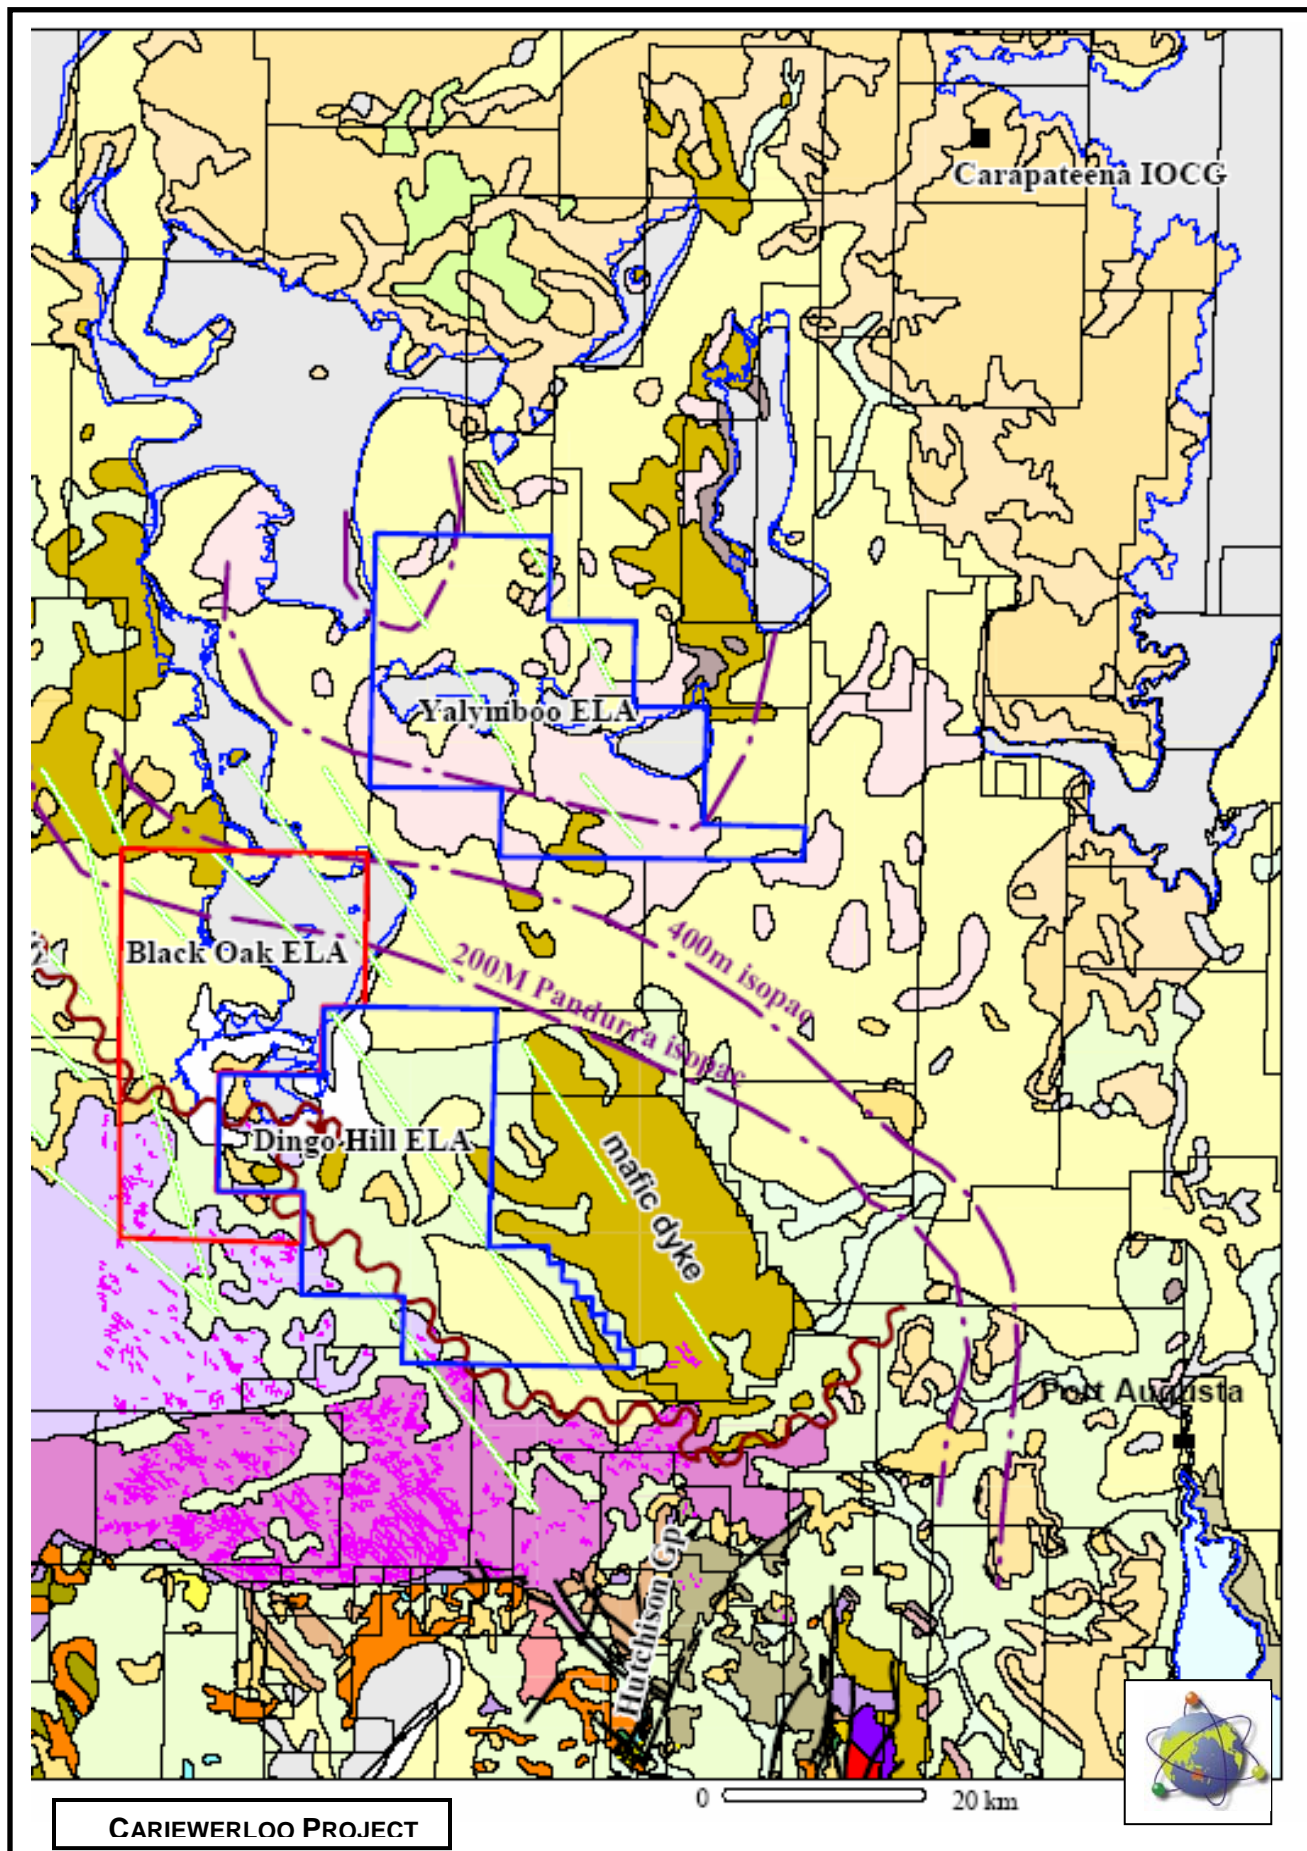 Carapateena IOCG
Yalymboo ELA
Black Oak ELA
400m isopac
200M Pandurra isopac
Dingo Hill ELA
mafic dyke
Port Augusta
Hutchison Gp
0 20 km
CARIEWERLOO PROJECT